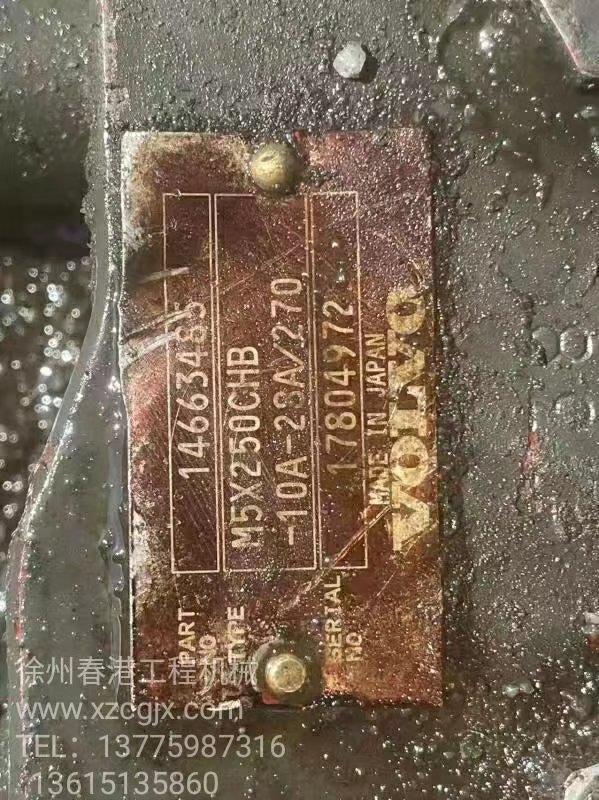 PART NO 14663485
TYPE M5X250CHB
-10A-28A/270
SERIAL NO 17804972
MADE IN JAPAN
VOLVO
徐州春港工程机械
www.xzcgjx.com
TEL：13775987316
13615135860